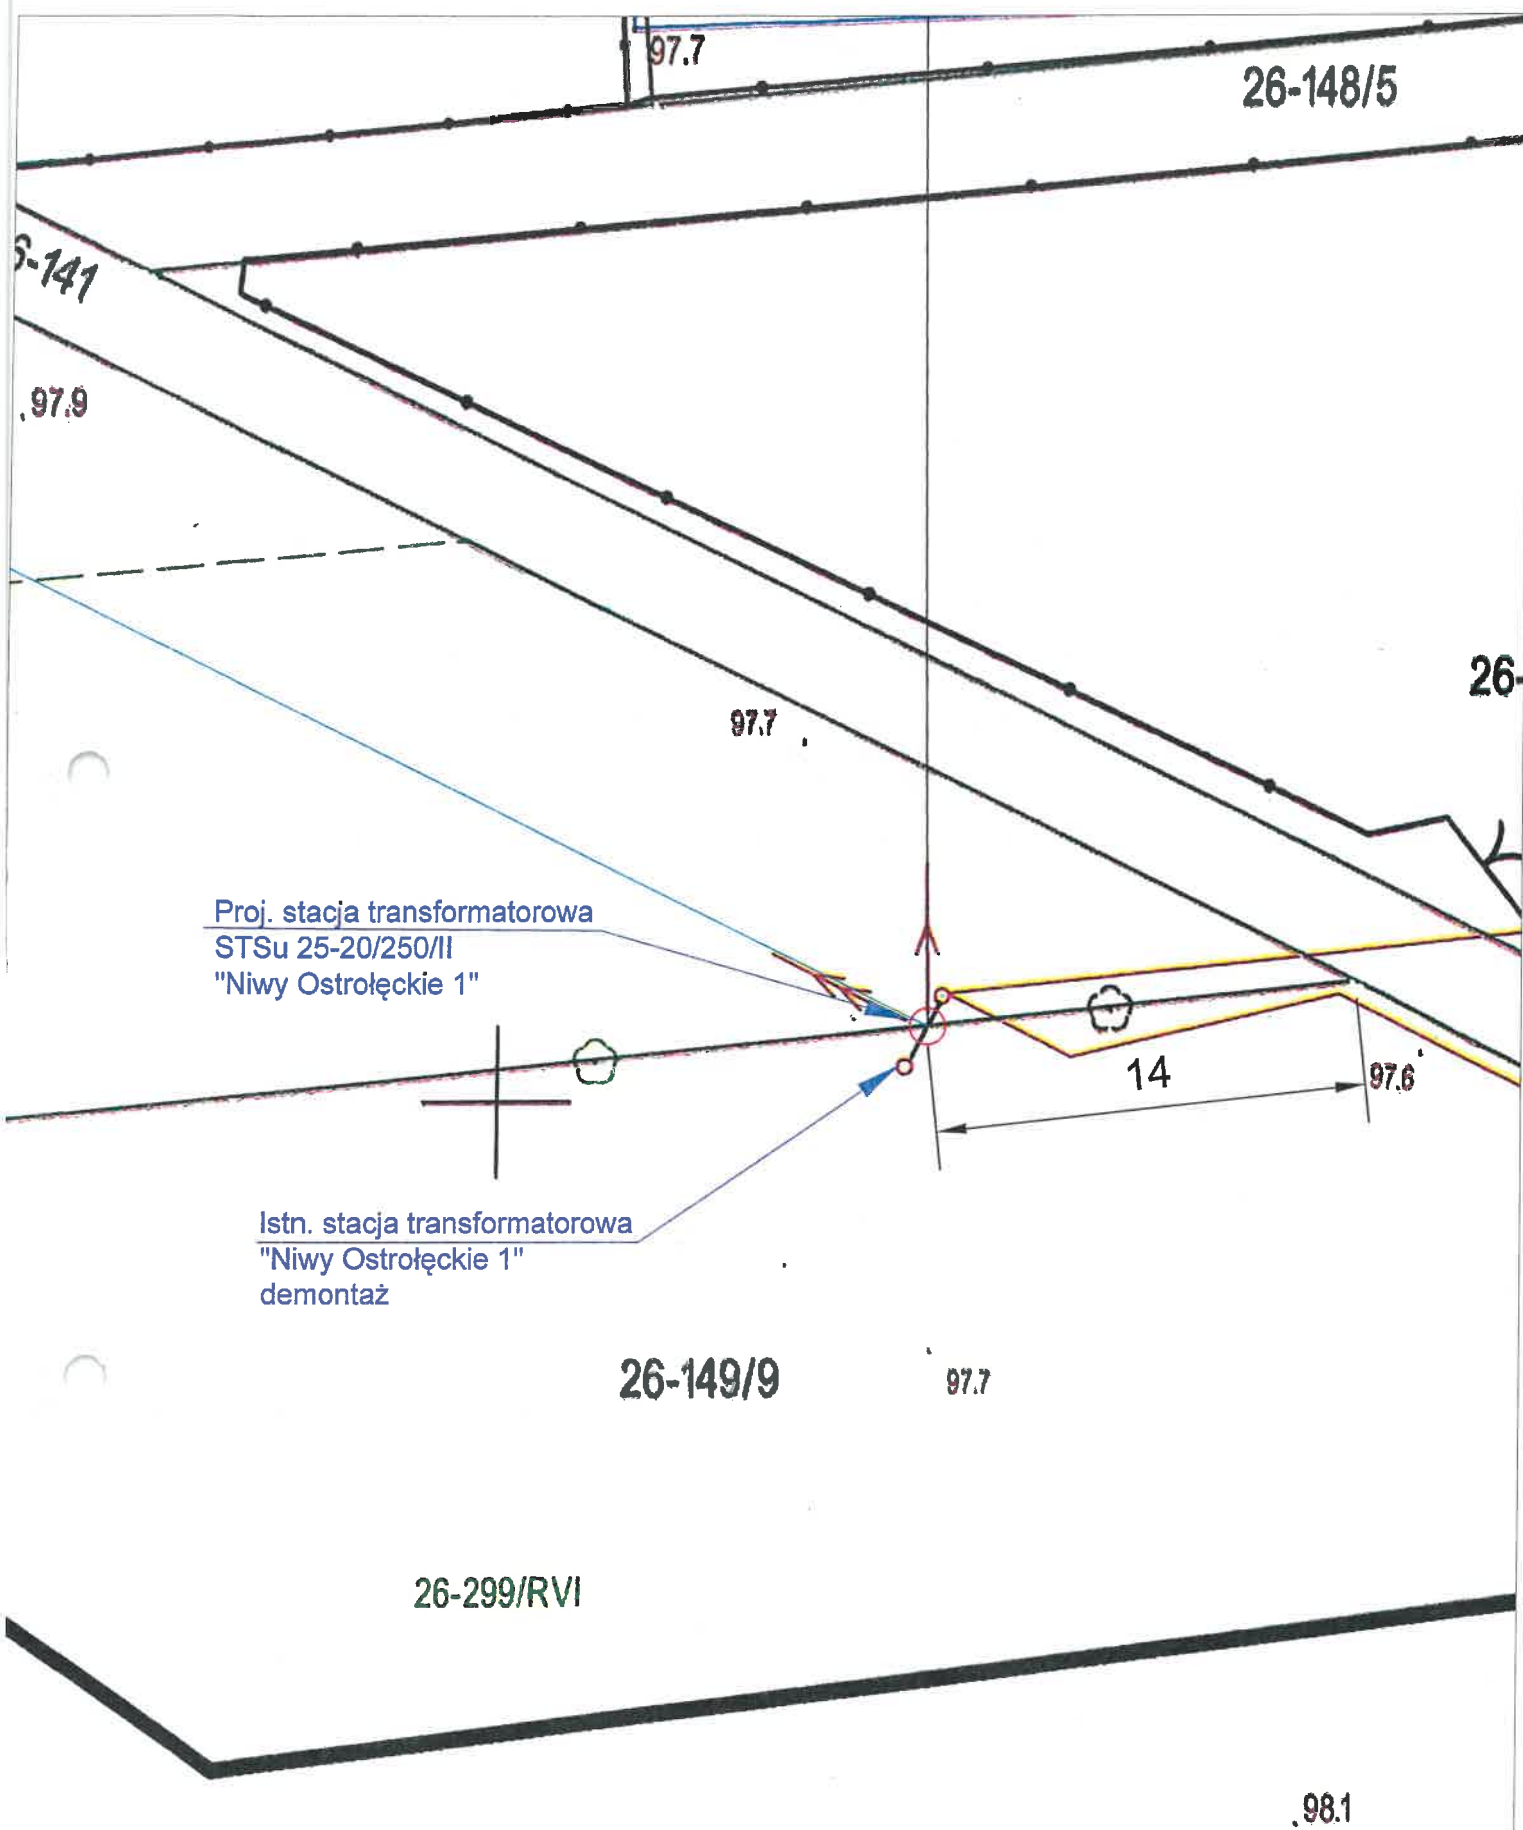 97.7
26-148/5
6-141
97.9
26-
97.7
Proj. stacja transformatorowa
STSu 25-20/250/II
"Niwy Ostrołęckie 1"
14
97.6
Istn. stacja transformatorowa
"Niwy Ostrołęckie 1"
demontaż
26-149/9
97.7
26-299/RVI
98.1